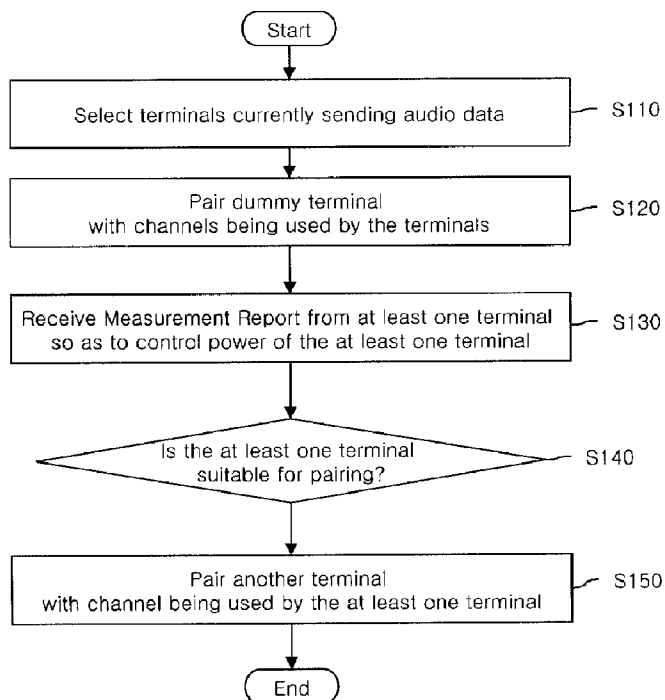 Start
Select terminals currently sending audio data
S110
Pair dummy terminal
with channels being used by the terminals
S120
Receive Measurement Report from at least one terminal
so as to control power of the at least one terminal
S130
Is the at least one terminal
suitable for pairing?
S140
Pair another terminal
with channel being used by the at least one terminal
S150
End